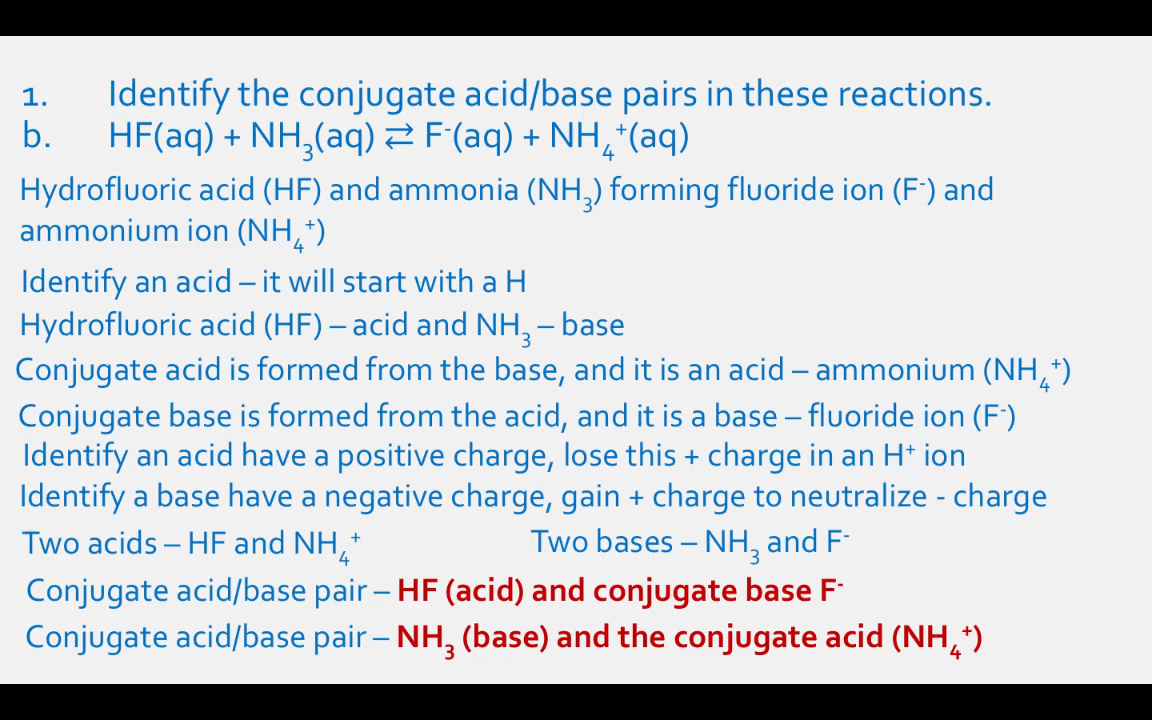 1. Identify the conjugate acid/base pairs in these reactions.
b. HF(aq) + NH₃(aq) ⇄ F⁻(aq) + NH₄⁺(aq)
Hydrofluoric acid (HF) and ammonia (NH₃) forming fluoride ion (F⁻) and
ammonium ion (NH₄⁺)
Identify an acid – it will start with a H
Hydrofluoric acid (HF) – acid and NH₃ – base
Conjugate acid is formed from the base, and it is an acid – ammonium (NH₄⁺)
Conjugate base is formed from the acid, and it is a base – fluoride ion (F⁻)
Identify an acid have a positive charge, lose this + charge in an H⁺ ion
Identify a base have a negative charge, gain + charge to neutralize - charge
Two acids – HF and NH₄⁺ Two bases – NH₃ and F⁻
Conjugate acid/base pair – HF (acid) and conjugate base F⁻
Conjugate acid/base pair – NH₃ (base) and the conjugate acid (NH₄⁺)